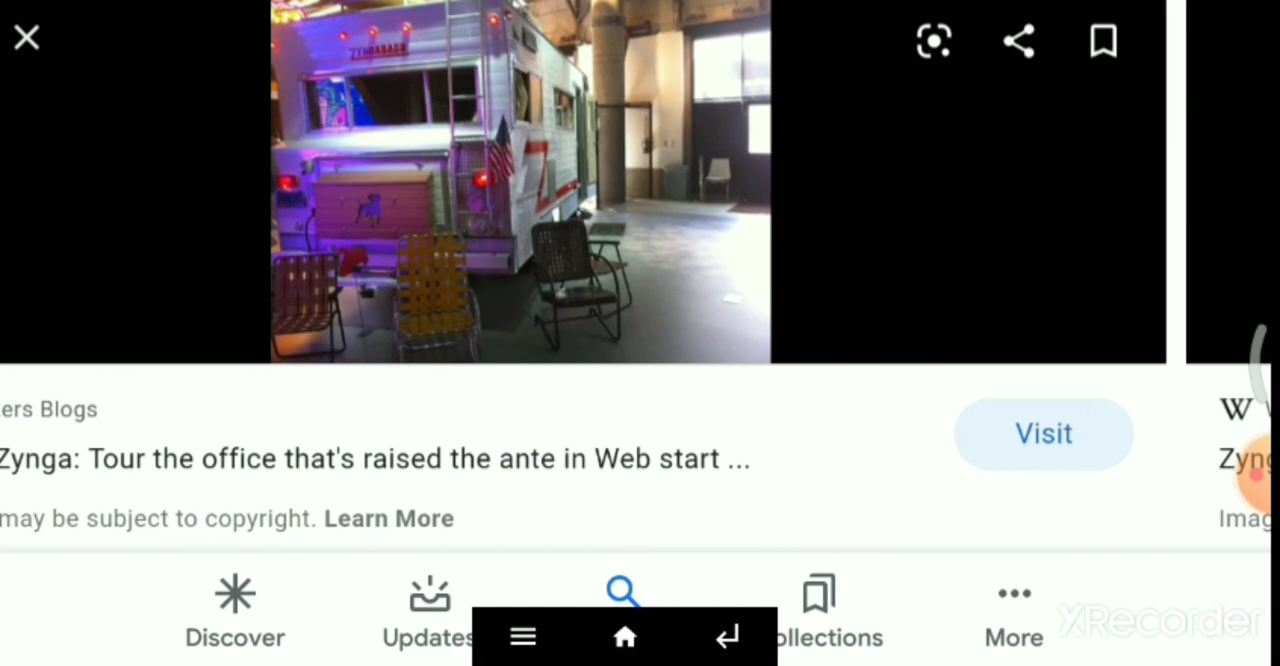 ZYNGABAGO
ers Blogs
Visit
W
Zynga: Tour the office that's raised the ante in Web start ...
Zyng
may be subject to copyright. Learn More
Imag
Discover
Updates
ollections
More
XRecorder